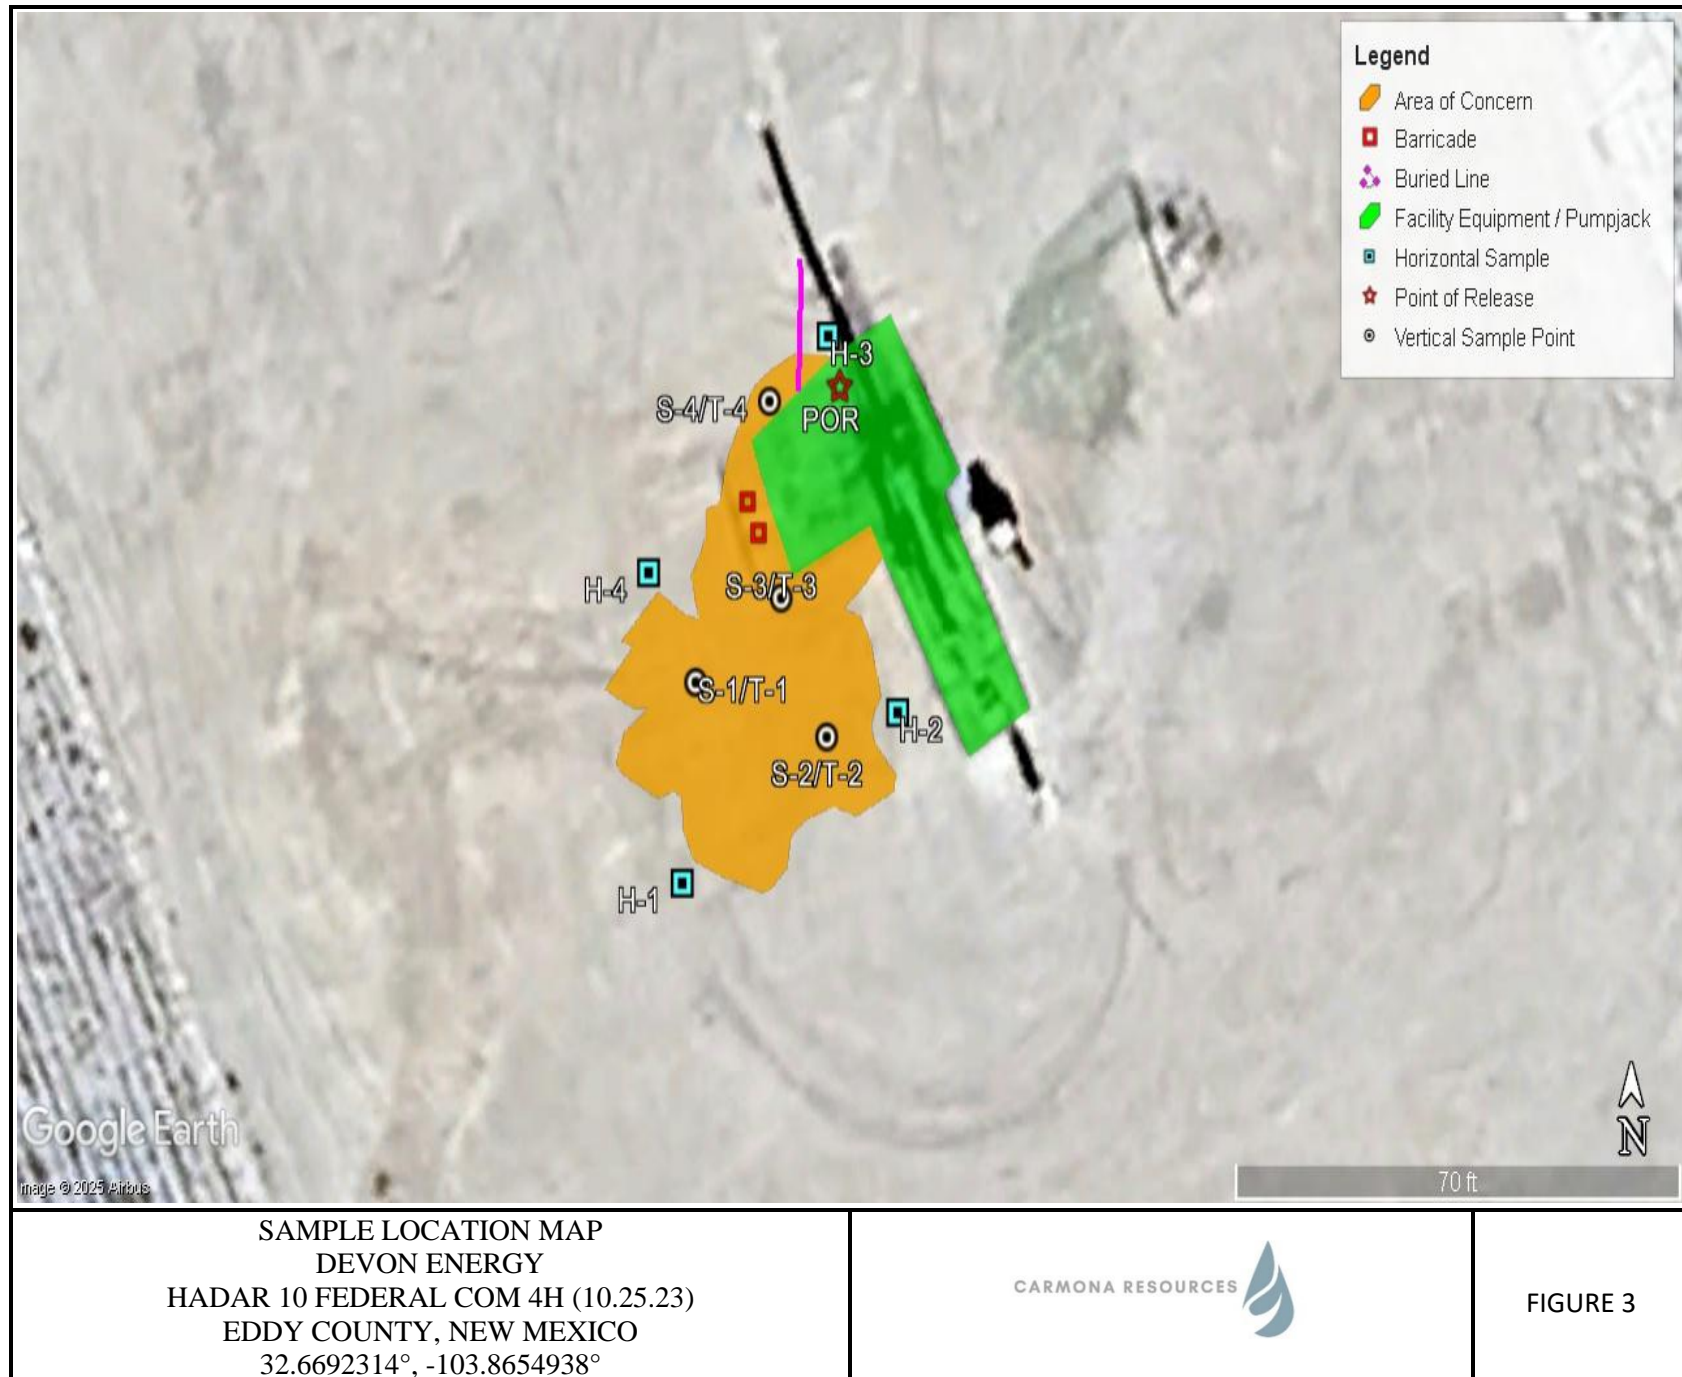 Legend
Area of Concern
Barricade
Buried Line
Facility Equipment / Pumpjack
Horizontal Sample
Point of Release
Vertical Sample Point
H-3
S-4/T-4
POR
H-4
S-3/T-3
S-1/T-1
H-2
S-2/T-2
H-1
Google Earth
N
70 ft
Image © 2025 Airbus
SAMPLE LOCATION MAP
DEVON ENERGY
HADAR 10 FEDERAL COM 4H (10.25.23)
EDDY COUNTY, NEW MEXICO
32.6692314°, -103.8654938°
CARMONA RESOURCES
FIGURE 3